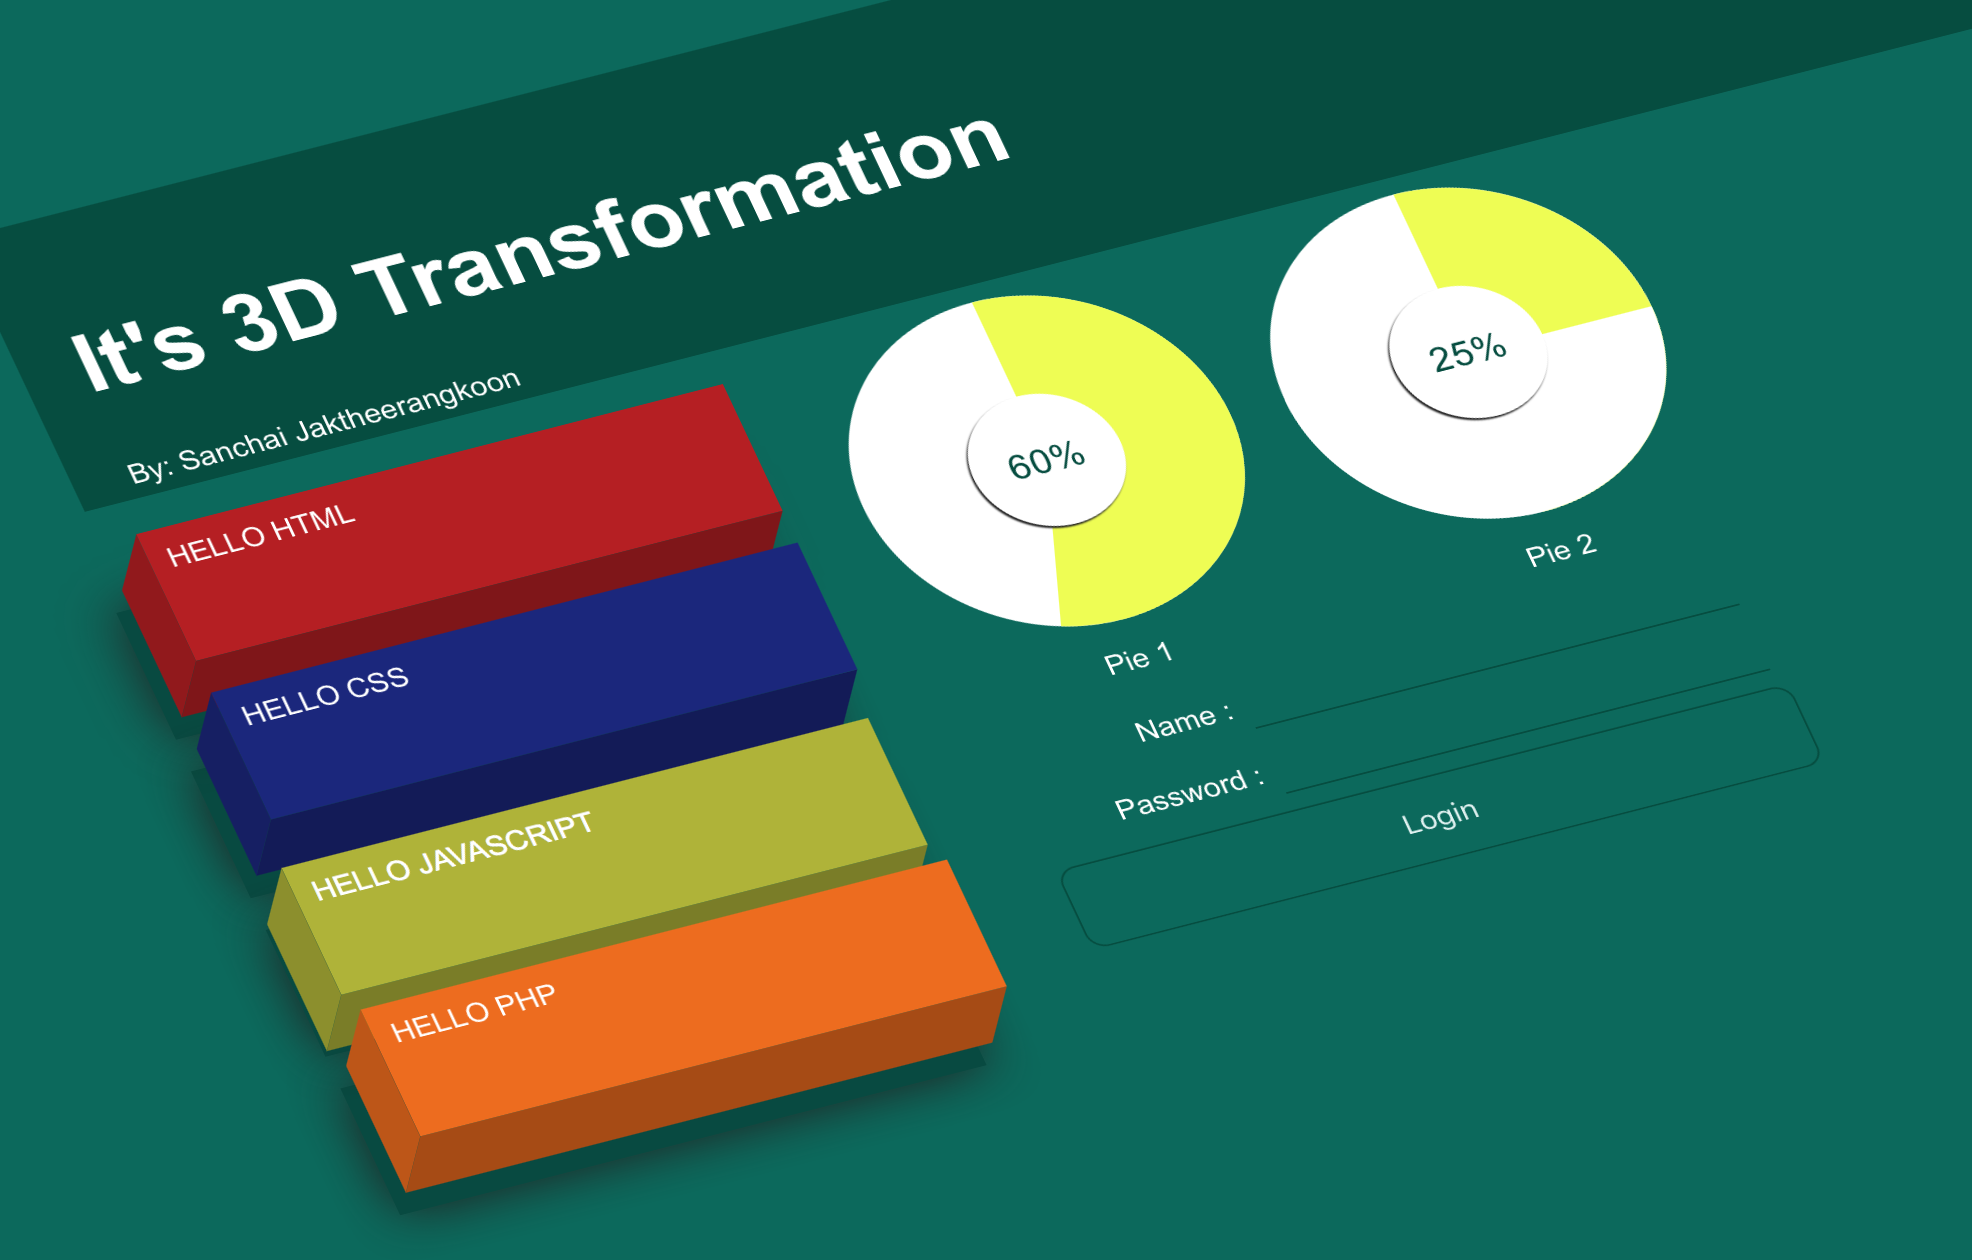 It's 3D Transformation
By: Sanchai Jaktheerangkoon
HELLO HTML
HELLO CSS
HELLO JAVASCRIPT
HELLO PHP
60%
Pie 1
25%
Pie 2
Name :
Password :
Login